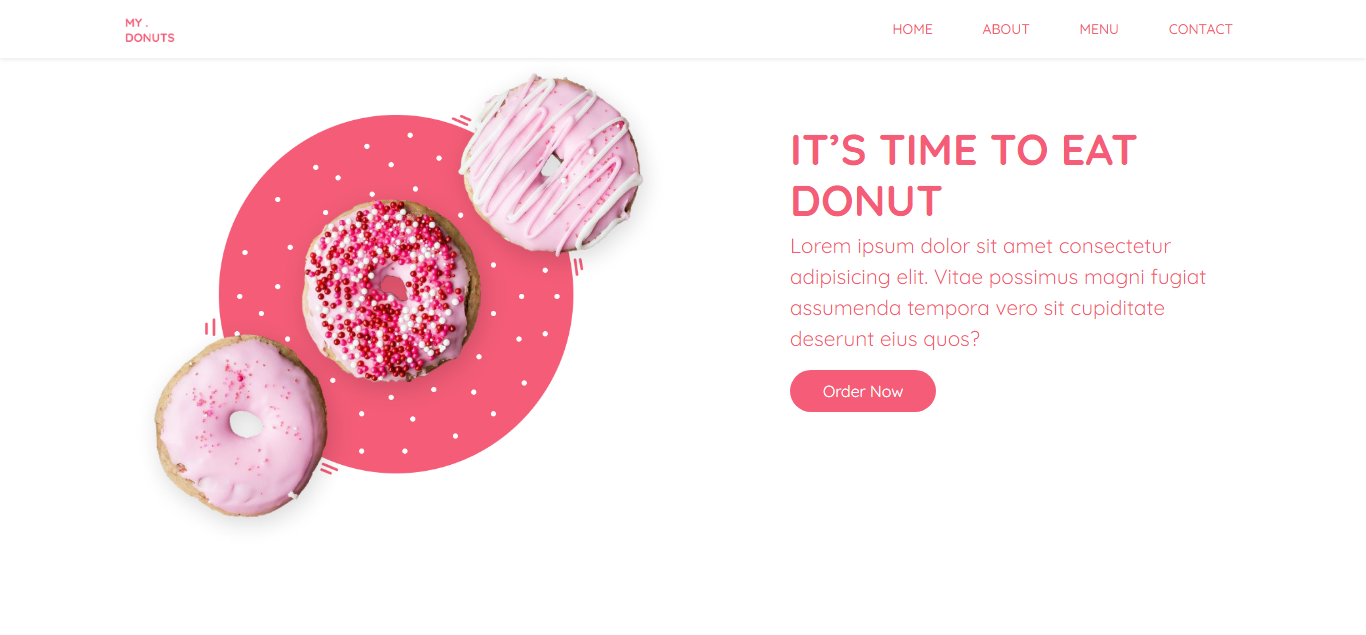 MY .
DONUTS
HOME ABOUT MENU CONTACT
IT’S TIME TO EAT
DONUT
Lorem ipsum dolor sit amet consectetur
adipisicing elit. Vitae possimus magni fugiat
assumenda tempora vero sit cupiditate
deserunt eius quos?
Order Now